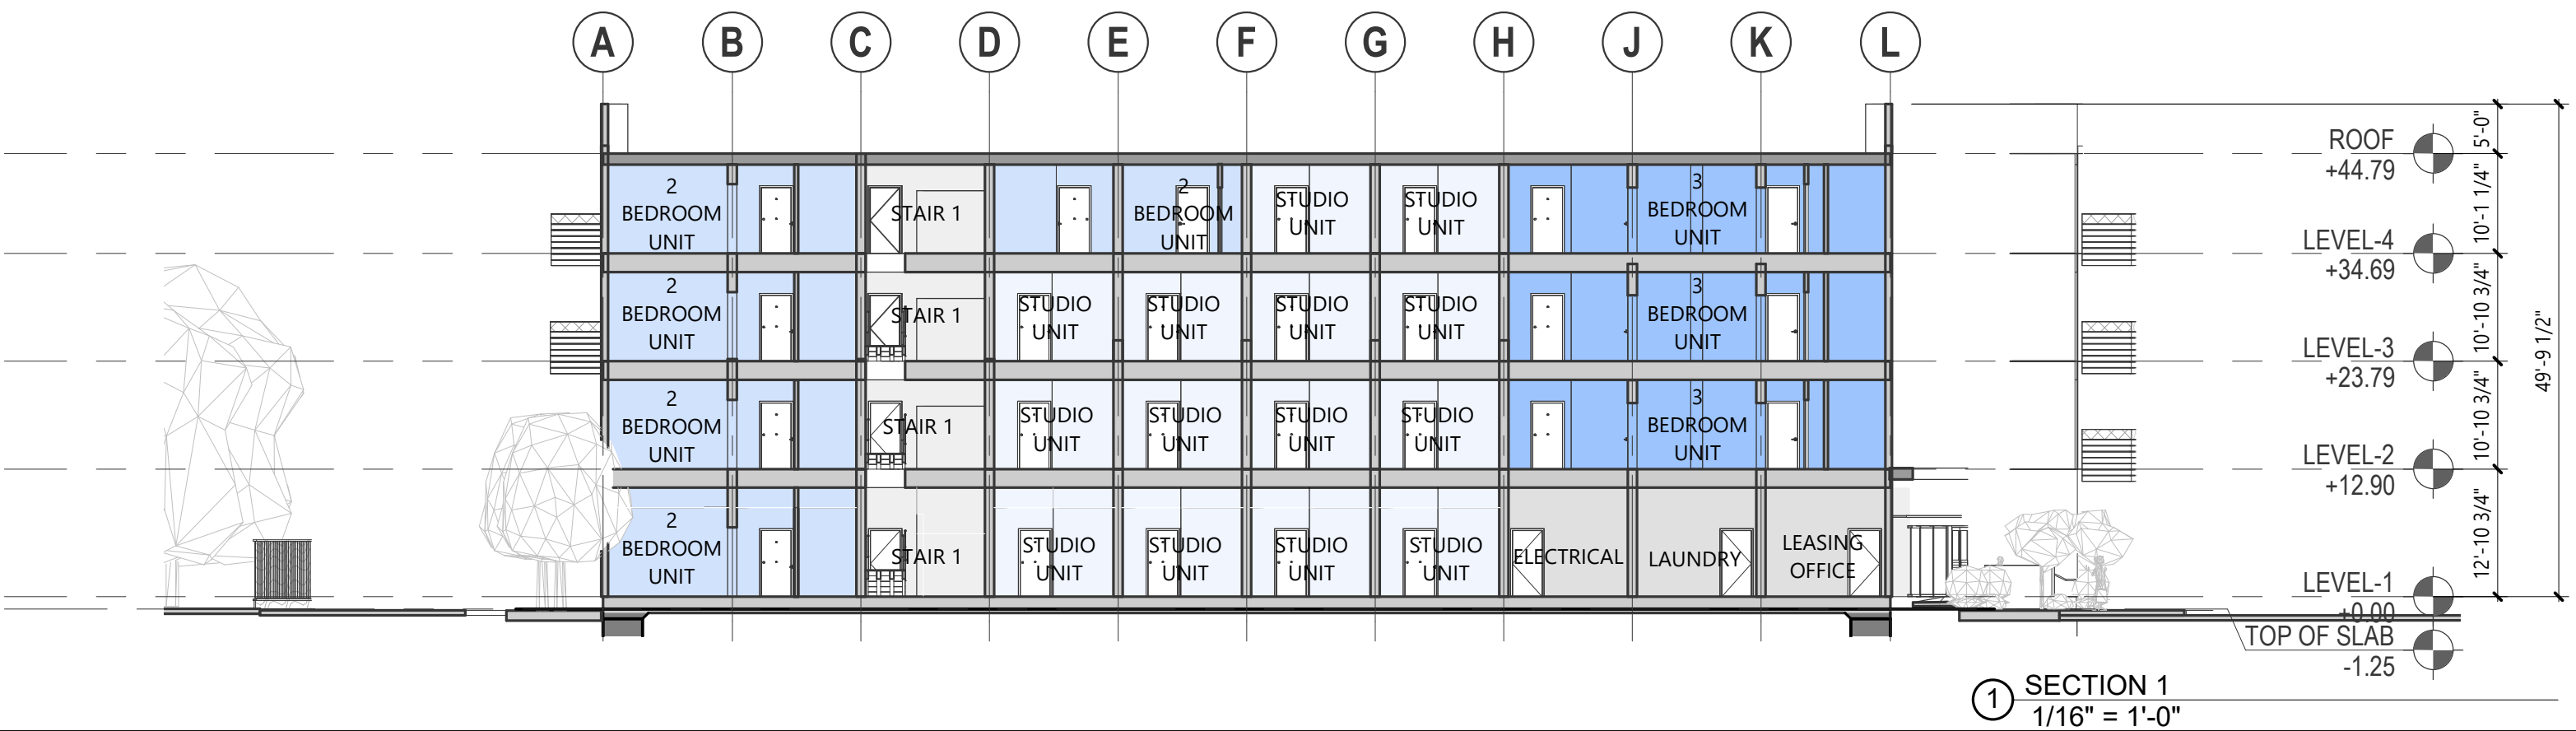 A B C D E F G H J K L
5'-0"
ROOF
+44.79
10'-1 1/4"
2
BEDROOM
UNIT
STAIR 1
2
BEDROOM
UNIT
STUDIO
UNIT
STUDIO
UNIT
3
BEDROOM
UNIT
LEVEL-4
+34.69
10'-10 3/4"
2
BEDROOM
UNIT
STAIR 1
STUDIO
UNIT
STUDIO
UNIT
STUDIO
UNIT
STUDIO
UNIT
3
BEDROOM
UNIT
LEVEL-3
+23.79
10'-10 3/4"
49'-9 1/2"
2
BEDROOM
UNIT
STAIR 1
STUDIO
UNIT
STUDIO
UNIT
STUDIO
UNIT
STUDIO
UNIT
3
BEDROOM
UNIT
LEVEL-2
+12.90
12'-10 3/4"
2
BEDROOM
UNIT
STAIR 1
STUDIO
UNIT
STUDIO
UNIT
STUDIO
UNIT
STUDIO
UNIT
ELECTRICAL
LAUNDRY
LEASING
OFFICE
LEVEL-1
+0.00
TOP OF SLAB
-1.25
1
SECTION 1
1/16" = 1'-0"